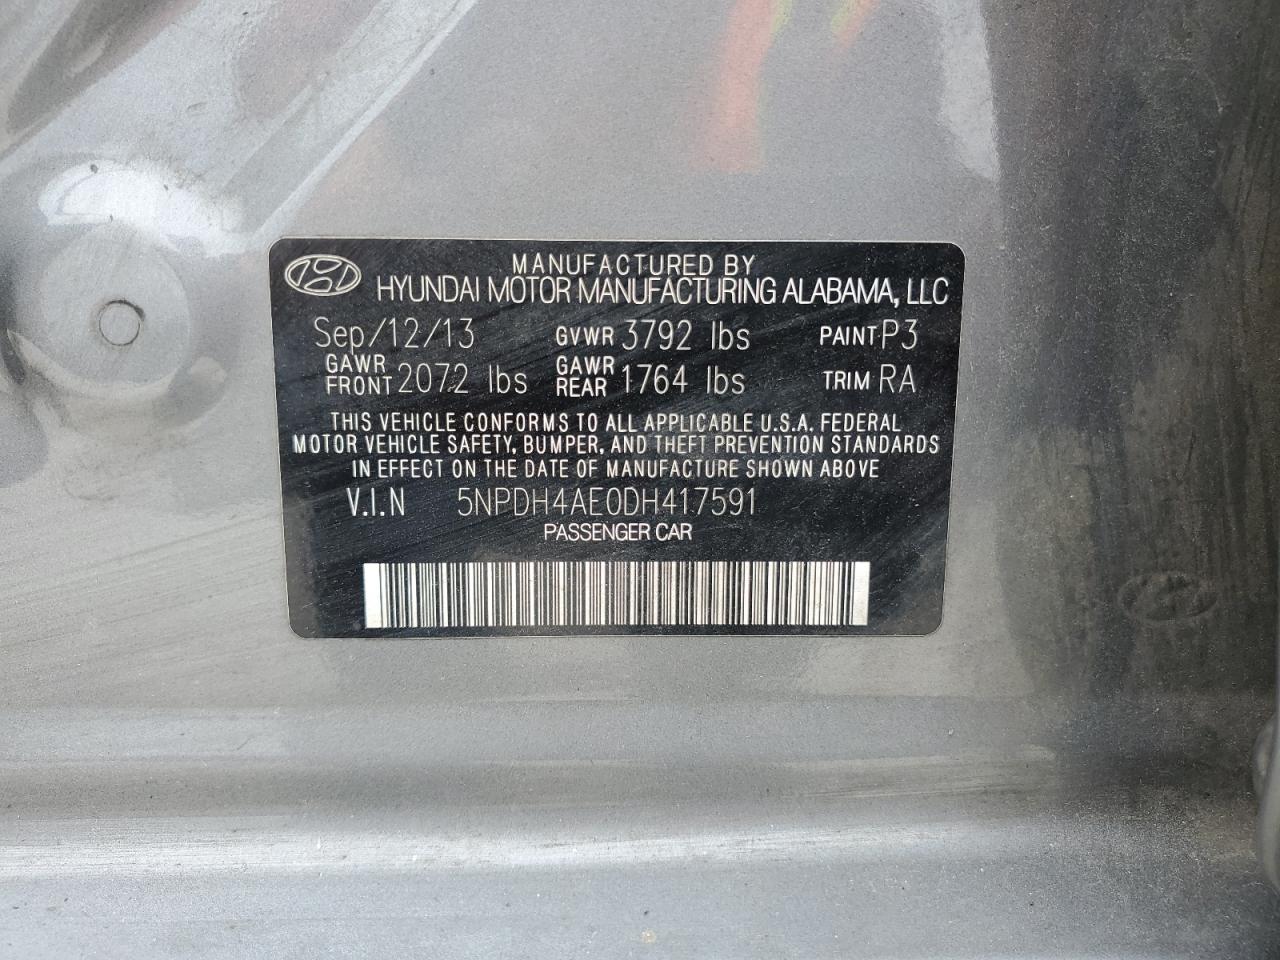 MANUFACTURED BY
HYUNDAI MOTOR MANUFACTURING ALABAMA, LLC
Sep/12/13 GVWR 3792 lbs PAINT:P3
GAWR FRONT 2072 lbs GAWR REAR 1764 lbs TRIM RA
THIS VEHICLE CONFORMS TO ALL APPLICABLE U.S.A. FEDERAL
MOTOR VEHICLE SAFETY, BUMPER, AND THEFT PREVENTION STANDARDS
IN EFFECT ON THE DATE OF MANUFACTURE SHOWN ABOVE
V.I.N 5NPDH4AE0DH417591
PASSENGER CAR